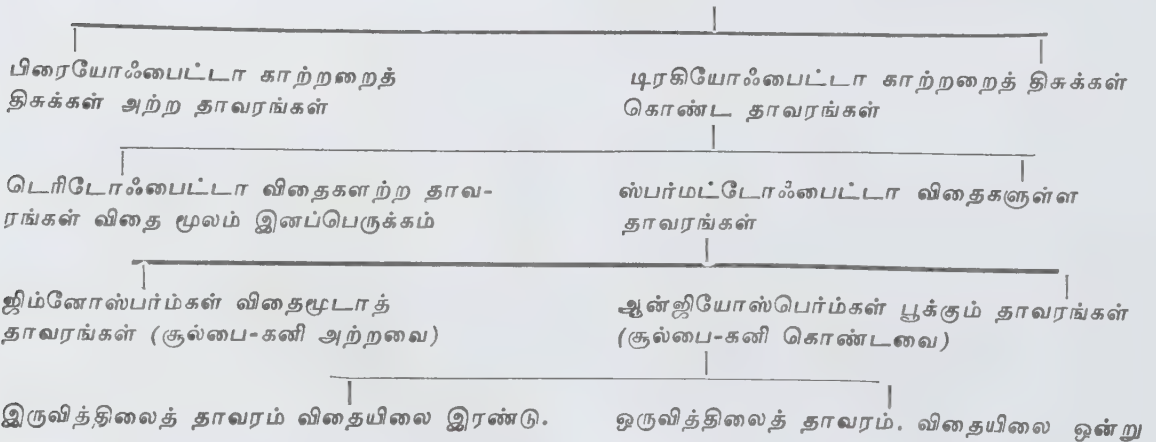 பிரையோஃபைட்டா காற்றறைத்
திசுக்கள் அற்ற தாவரங்கள்
டிரகியோஃபைட்டா காற்றறைத் திசுக்கள்
கொண்ட தாவரங்கள்
டெரிடோஃபைட்டா விதைகளற்ற தாவ-
ரங்கள் விதை மூலம் இனப்பெருக்கம்
ஸ்பர்மட்டோஃபைட்டா விதைகளுள்ள
தாவரங்கள்
ஜிம்னோஸ்பர்ம்கள் விதைமூடாத்
தாவரங்கள் (சூல்பை-கனி அற்றவை)
ஆன்ஜியோஸ்பெர்ம்கள் பூக்கும் தாவரங்கள்
(சூல்பை-கனி கொண்டவை)
இருவித்திலைத் தாவரம் விதையிலை இரண்டு.
ஒருவித்திலைத் தாவரம். விதையிலை ஒன்று